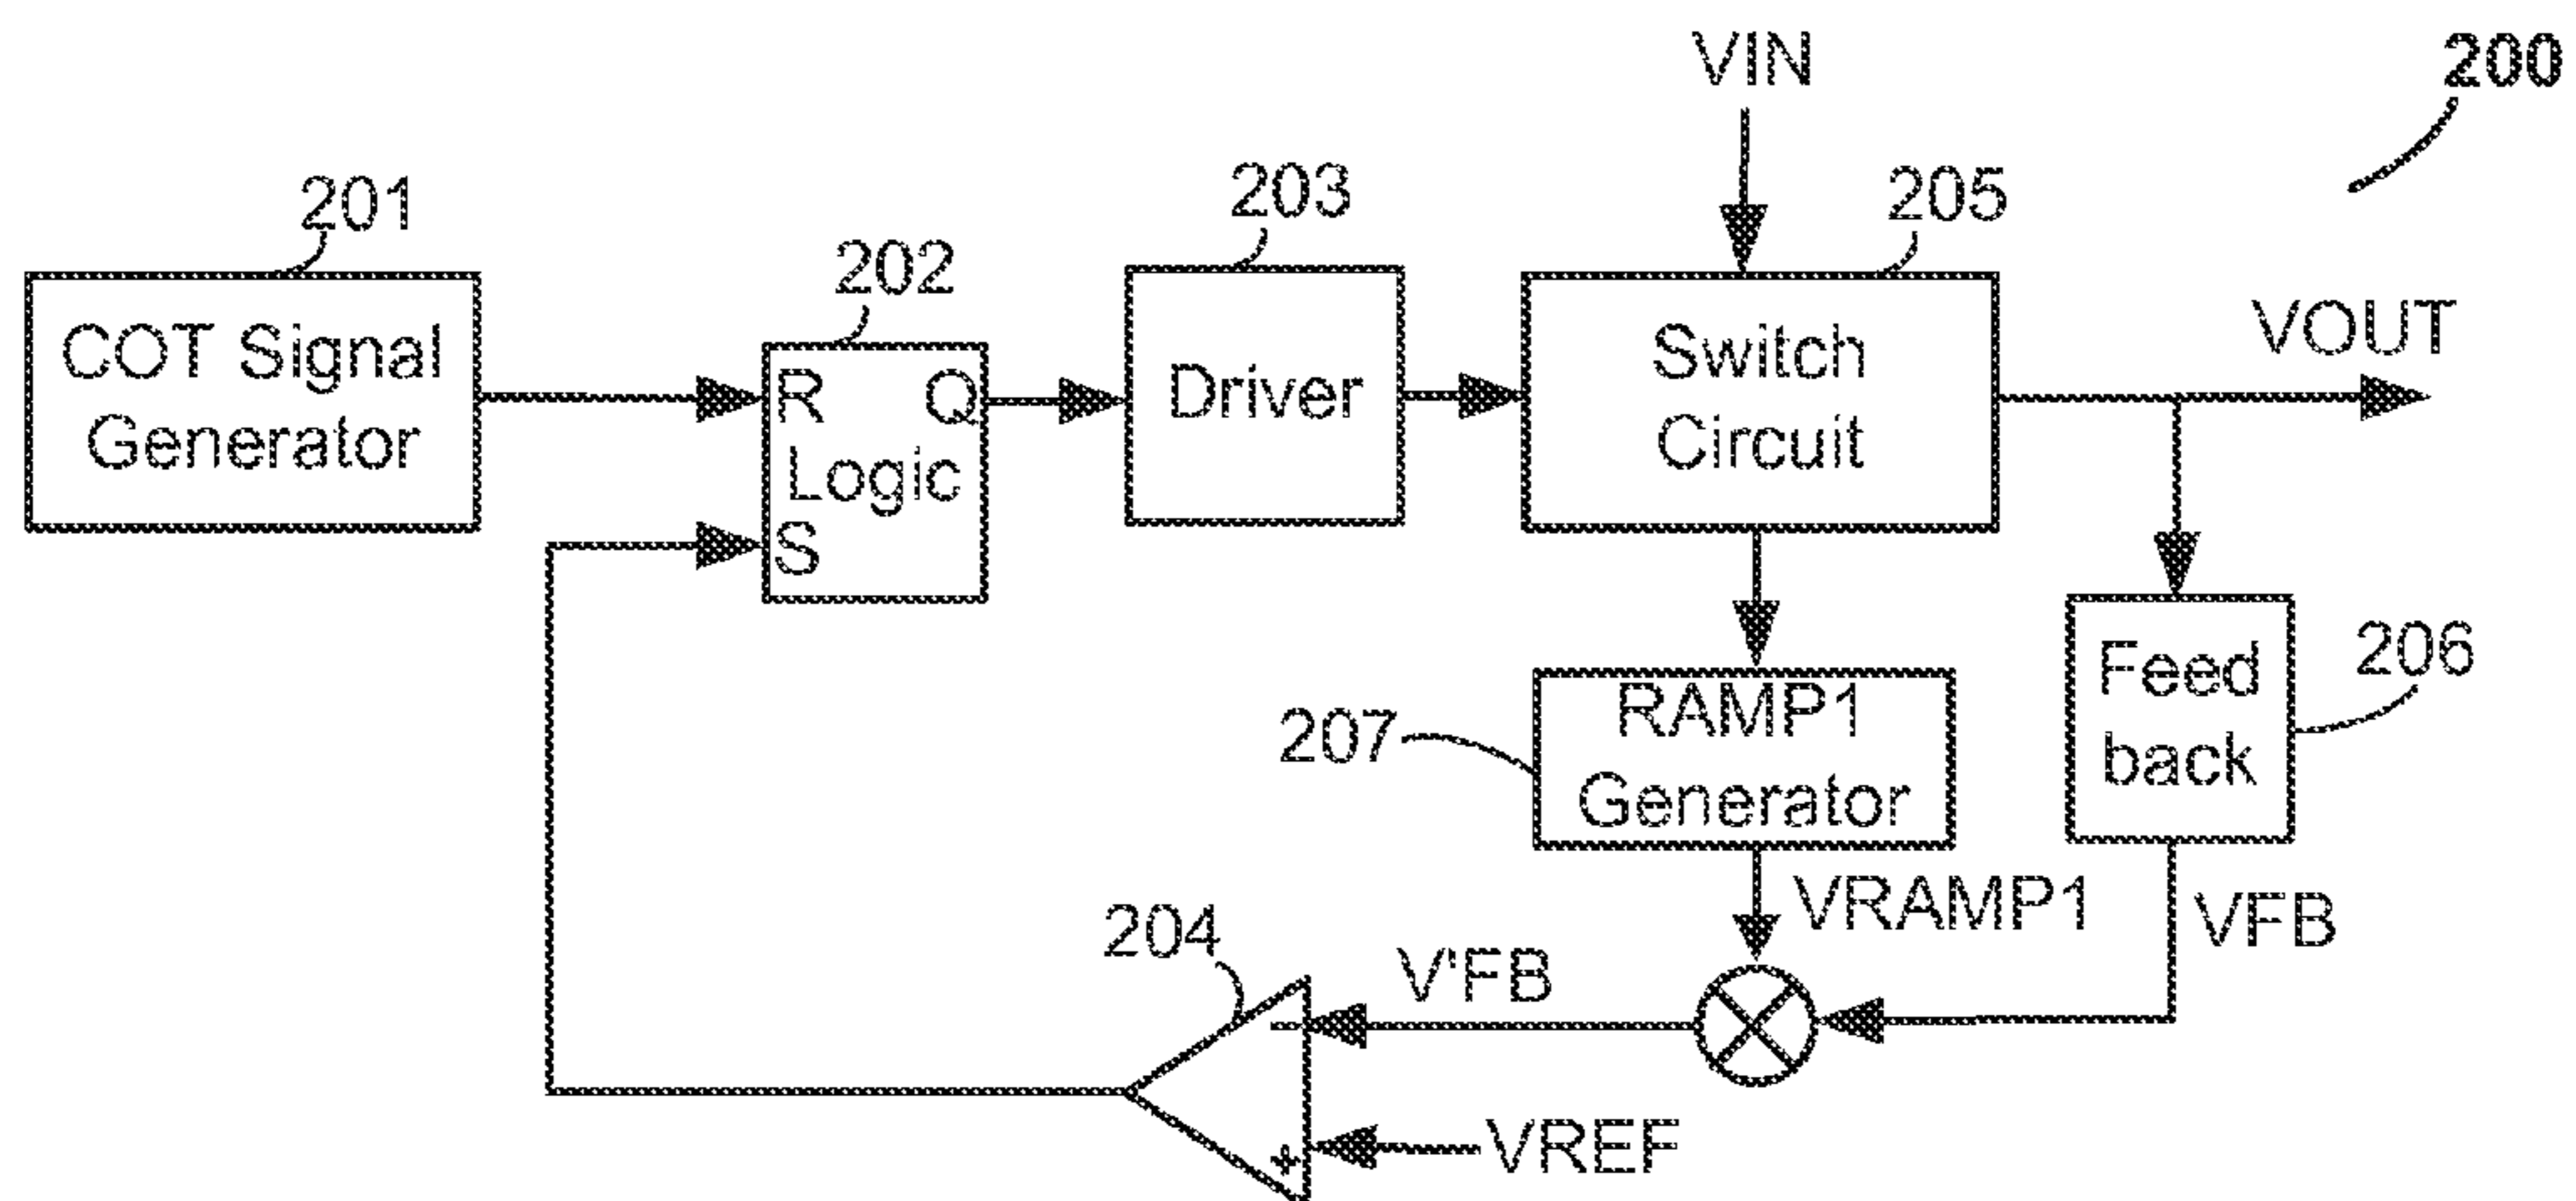 200
VIN
201
203
205
202
COT Signal
Generator
R Q
Logic
S
Driver
Switch
Circuit
VOUT
207
RAMP1
Generator
Feed
back
206
204
V'FB
VRAMP1
VFB
-
+
VREF